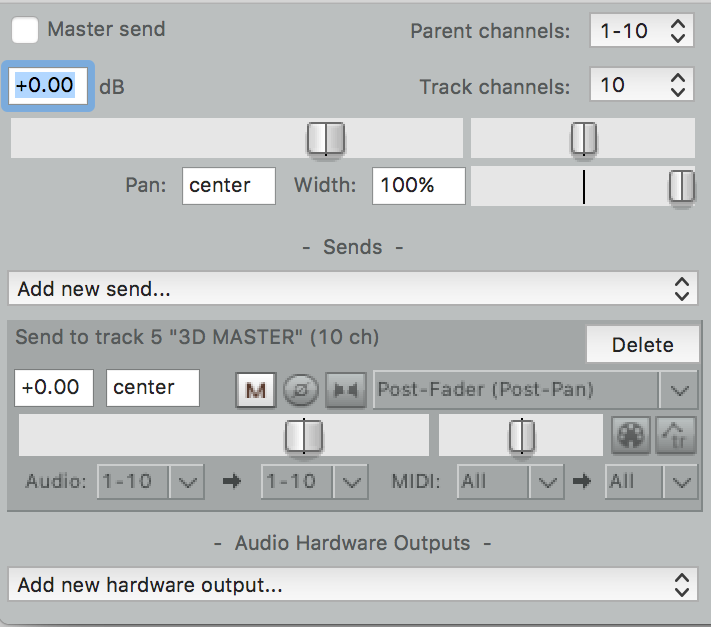 Master send Parent channels: 1-10
+0.00 dB Track channels: 10
Pan: center Width: 100%
- Sends -
Add new send...
Send to track 5 "3D MASTER" (10 ch) Delete
+0.00 center M Post-Fader (Post-Pan)
tr
Audio: 1-10 1-10 MIDI: All All
- Audio Hardware Outputs -
Add new hardware output...